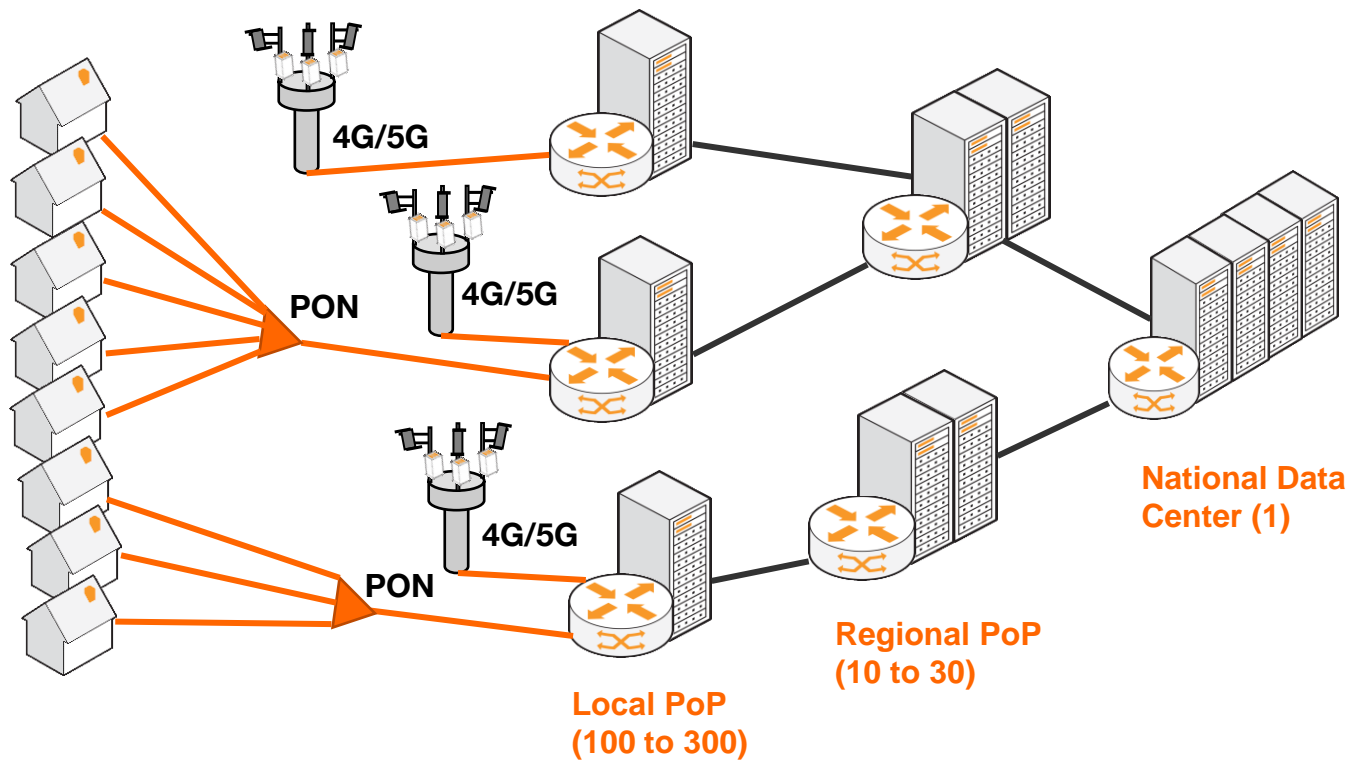 4G/5G
4G/5G
PON
4G/5G
PON
National Data
Center (1)
Regional PoP
(10 to 30)
Local PoP
(100 to 300)